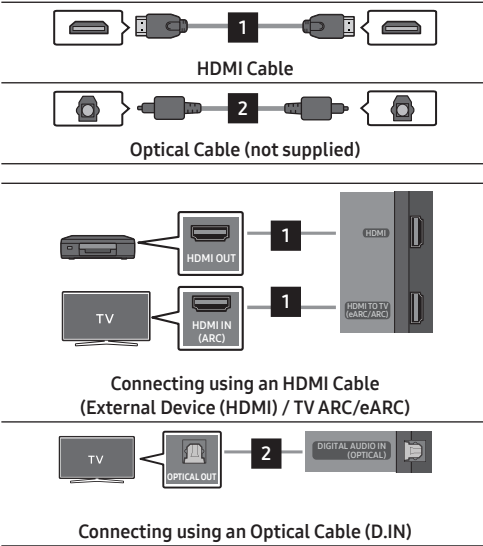 1
HDMI Cable
2
Optical Cable (not supplied)
HDMI OUT
1
HDMI
TV
HDMI IN
(ARC)
1
HDMI TO TV
(eARC/ARC)
Connecting using an HDMI Cable
(External Device (HDMI) / TV ARC/eARC)
TV
OPTICAL OUT
2
DIGITAL AUDIO IN
(OPTICAL)
Connecting using an Optical Cable (D.IN)